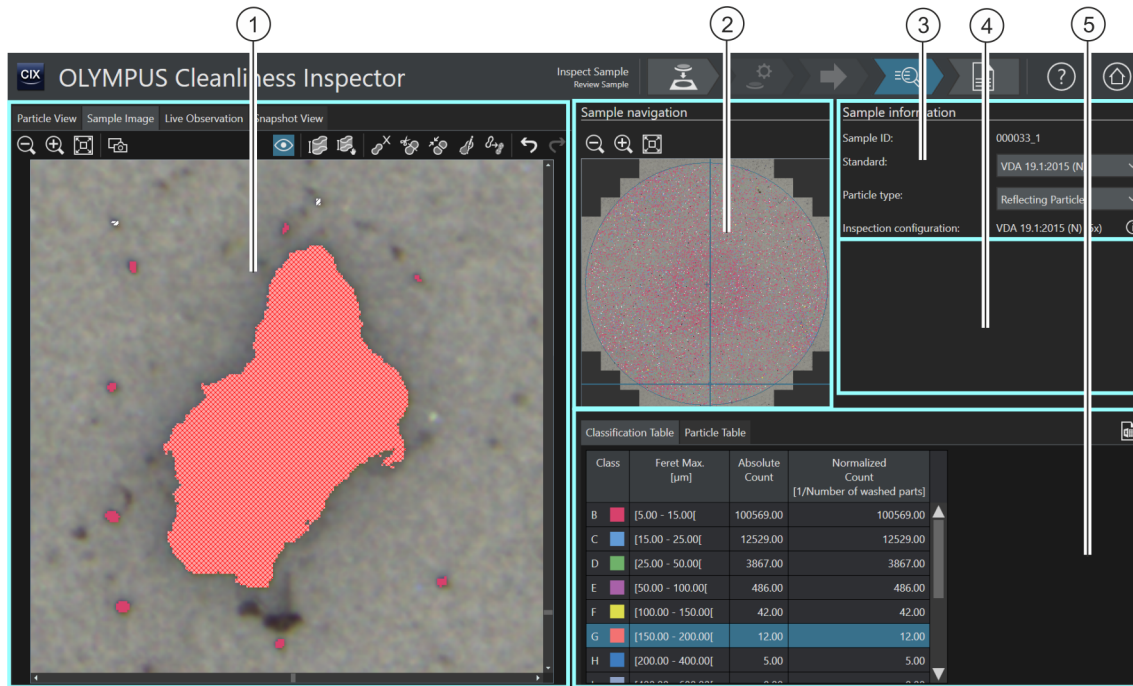 1 2 3 4 5
CIX OLYMPUS Cleanliness Inspector
Inspect Sample
Review Sample
?
Particle View Sample Image Live Observation Snapshot View
Sample navigation
Sample information
Sample ID: 000033_1
Standard: VDA 19.1:2015 (N)
Particle type: Reflecting Particle
Inspection configuration: VDA 19.1:2015 (N)
Classification Table Particle Table
Class Feret Max. Absolute Normalized
[µm] Count Count
[1/Number of washed parts]
B [5.00 - 15.00[ 100569.00 100569.00
C [15.00 - 25.00[ 12529.00 12529.00
D [25.00 - 50.00[ 3867.00 3867.00
E [50.00 - 100.00[ 486.00 486.00
F [100.00 - 150.00[ 42.00 42.00
G [150.00 - 200.00[ 12.00 12.00
H [200.00 - 400.00[ 5.00 5.00